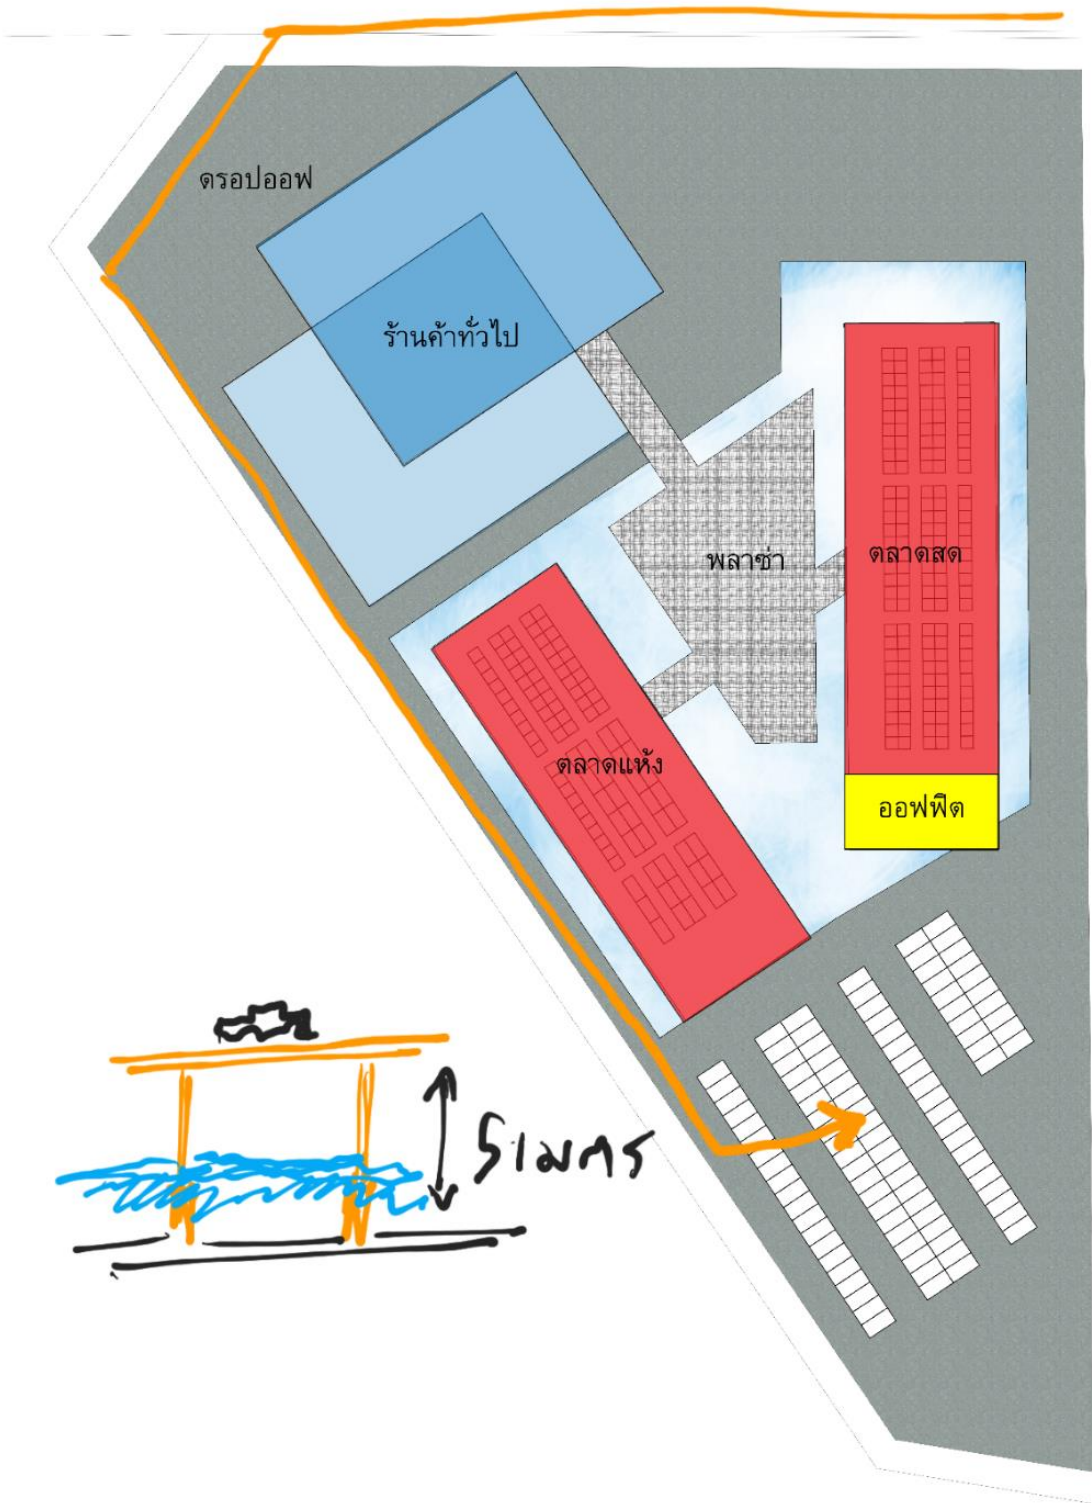 ดรอปออฟ
ร้านค้าทั่วไป
พลาซ่า
ตลาดสด
ตลาดแห้ง
ออฟฟิต
5เมตร